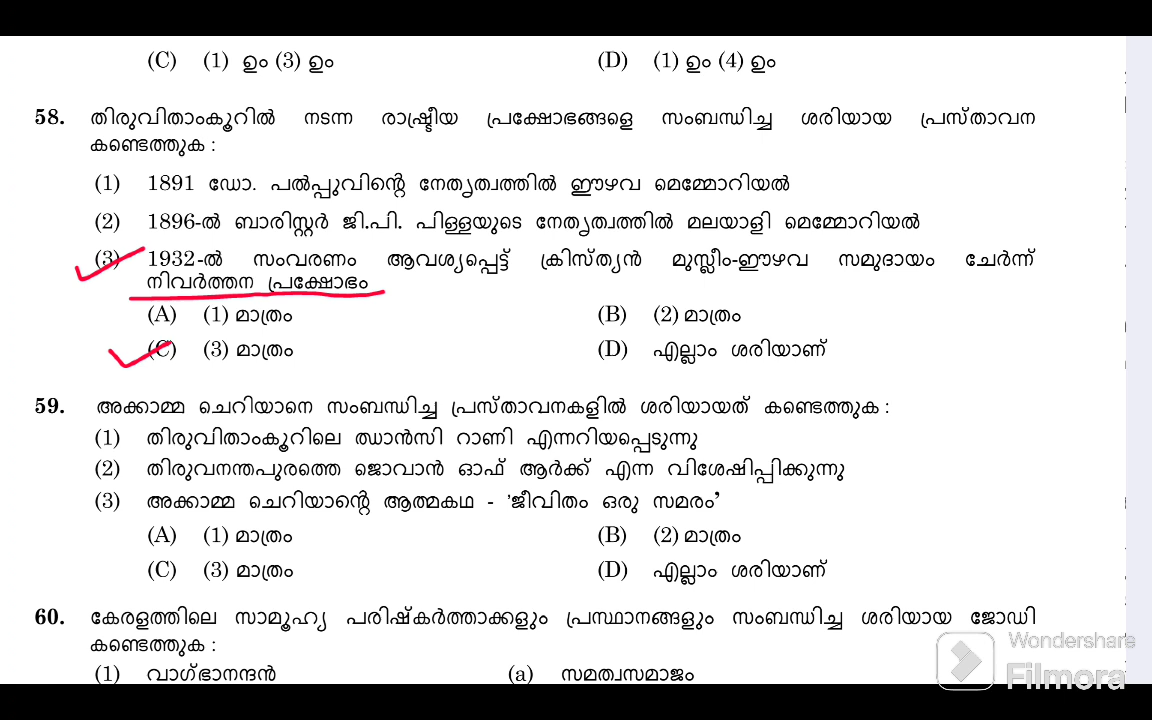 (C) (1) ഉം (3) ഉം (D) (1) ഉം (4) ഉം
58. തിരുവിതാംകൂറിൽ നടന്ന രാഷ്ട്രീയ പ്രക്ഷോഭങ്ങളെ സംബന്ധിച്ച ശരിയായ പ്രസ്താവന
കണ്ടെത്തുക :
(1) 1891 ഡോ. പൽപ്പുവിന്റെ നേതൃത്വത്തിൽ ഈഴവ മെമ്മോറിയൽ
(2) 1896-ൽ ബാരിസ്റ്റർ ജി.പി. പിള്ളയുടെ നേതൃത്വത്തിൽ മലയാളി മെമ്മോറിയൽ
(3) 1932-ൽ സംവരണം ആവശ്യപ്പെട്ട് ക്രിസ്ത്യൻ മുസ്ലീം-ഈഴവ സമുദായം ചേർന്ന്
നിവർത്തന പ്രക്ഷോഭം
(A) (1) മാത്രം (B) (2) മാത്രം
(C) (3) മാത്രം (D) എല്ലാം ശരിയാണ്
59. അക്കാമ്മ ചെറിയാനെ സംബന്ധിച്ച പ്രസ്താവനകളിൽ ശരിയായത് കണ്ടെത്തുക :
(1) തിരുവിതാംകൂറിലെ ഝാൻസി റാണി എന്നറിയപ്പെടുന്നു
(2) തിരുവനന്തപുരത്തെ ജൊവാൻ ഓഫ് ആർക്ക് എന്ന വിശേഷിപ്പിക്കുന്നു
(3) അക്കാമ്മ ചെറിയാന്റെ ആത്മകഥ - 'ജീവിതം ഒരു സമരം'
(A) (1) മാത്രം (B) (2) മാത്രം
(C) (3) മാത്രം (D) എല്ലാം ശരിയാണ്
60. കേരളത്തിലെ സാമൂഹ്യ പരിഷ്കർത്താക്കളും പ്രസ്ഥാനങ്ങളും സംബന്ധിച്ച ശരിയായ ജോഡി
കണ്ടെത്തുക :
(1) വാഗ്ഭാനന്ദൻ (a) സമത്വസമാജം
Wondershare
Filmora